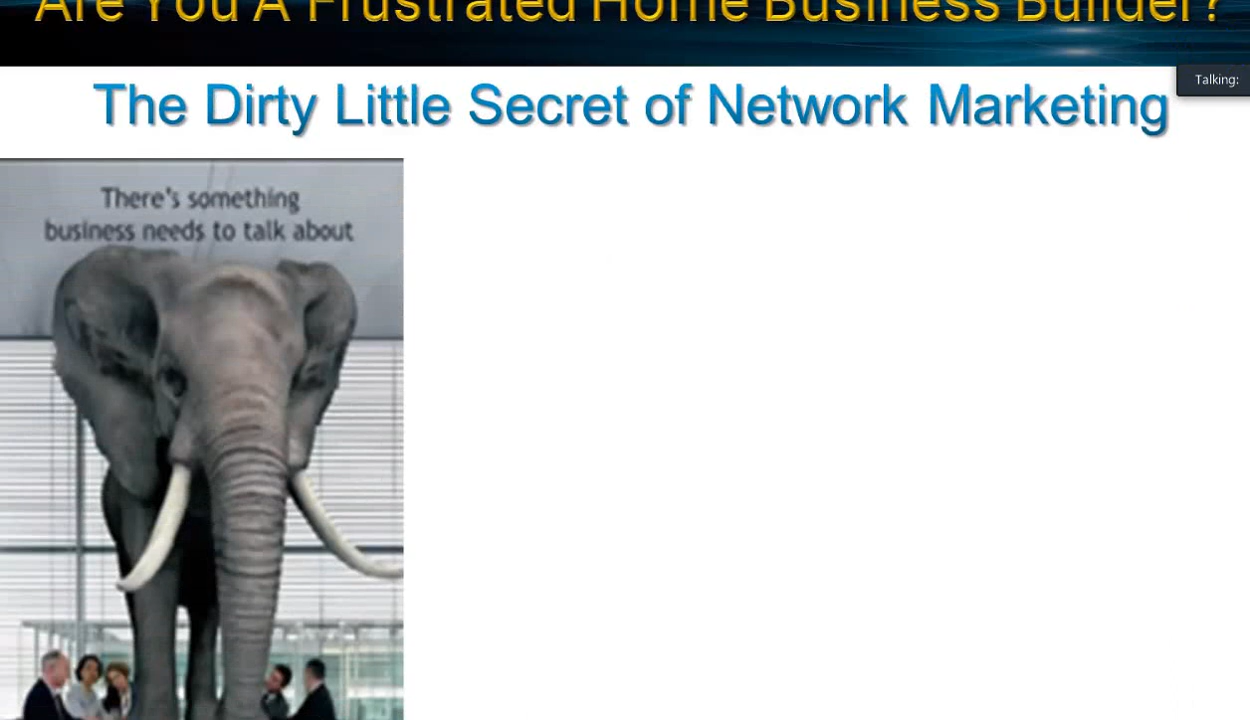 Are You A Frustrated Home Business Builder?
The Dirty Little Secret of Network Marketing
Talking:
There's something
business needs to talk about